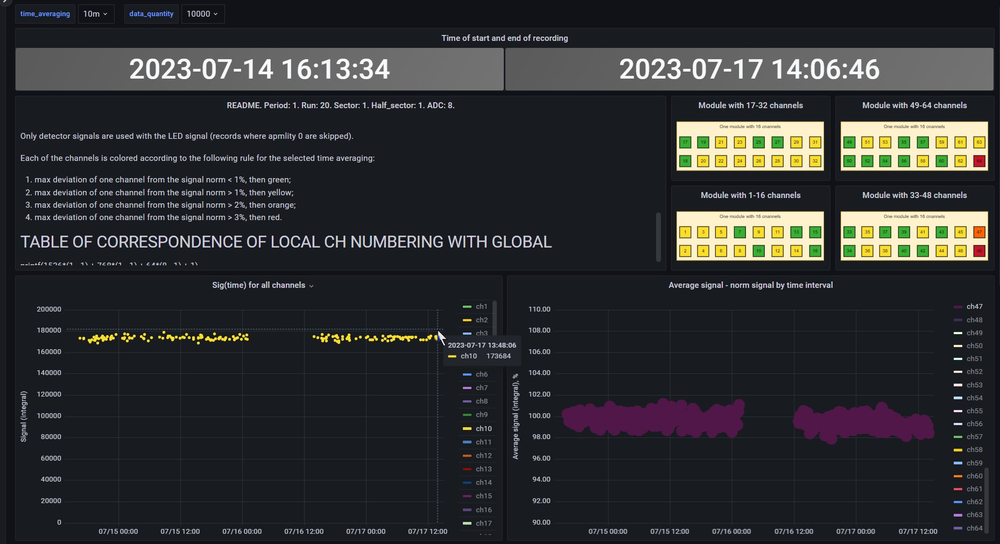 time_averaging 10m data_quantity 10000
Time of start and end of recording
2023-07-14 16:13:34 2023-07-17 14:06:46
README. Period: 1. Run: 20. Sector: 1. Half_sector: 1. ADC: 8.
Only detector signals are used with the LED signal (records where apmlity 0 are skipped).
Each of the channels is colored according to the following rule for the selected time averaging:
1. max deviation of one channel from the signal norm < 1%, then green;
2. max deviation of one channel from the signal norm > 1%, then yellow;
3. max deviation of one channel from the signal norm > 2%, then orange;
4. max deviation of one channel from the signal norm > 3%, then red.
TABLE OF CORRESPONDENCE OF LOCAL CH NUMBERING WITH GLOBAL
Module with 17-32 channels
One module with 16 channels
17 19 21 23 25 27 29 31
18 20 22 24 26 28 30 32
Module with 49-64 channels
One module with 16 channels
49 51 53 55 57 59 61 63
50 52 54 56 58 60 62 64
Module with 1-16 channels
One module with 16 channels
1 3 5 7 9 11 13 15
2 4 6 8 10 12 14 16
Module with 33-48 channels
One module with 16 channels
33 35 37 39 41 43 45 47
34 36 38 40 42 44 46 48
Sig(time) for all channels
Signal (integral)
200000
180000
160000
140000
120000
100000
80000
60000
40000
20000
0
07/15 00:00 07/15 12:00 07/16 00:00 07/16 12:00 07/17 00:00 07/17 12:00
ch1
ch2
ch3
2023-07-17 13:48:06
ch10 173684
ch6
ch7
ch8
ch9
ch10
ch11
ch12
ch13
ch14
ch15
ch16
ch17
Average signal - norm signal by time interval
Average signal (integral), %
110.00
108.00
106.00
104.00
102.00
100.00
98.00
96.00
94.00
92.00
90.00
07/15 00:00 07/15 12:00 07/16 00:00 07/16 12:00 07/17 00:00 07/17 12:00
ch47
ch48
ch49
ch50
ch51
ch52
ch53
ch54
ch55
ch56
ch57
ch58
ch59
ch60
ch61
ch62
ch63
ch64